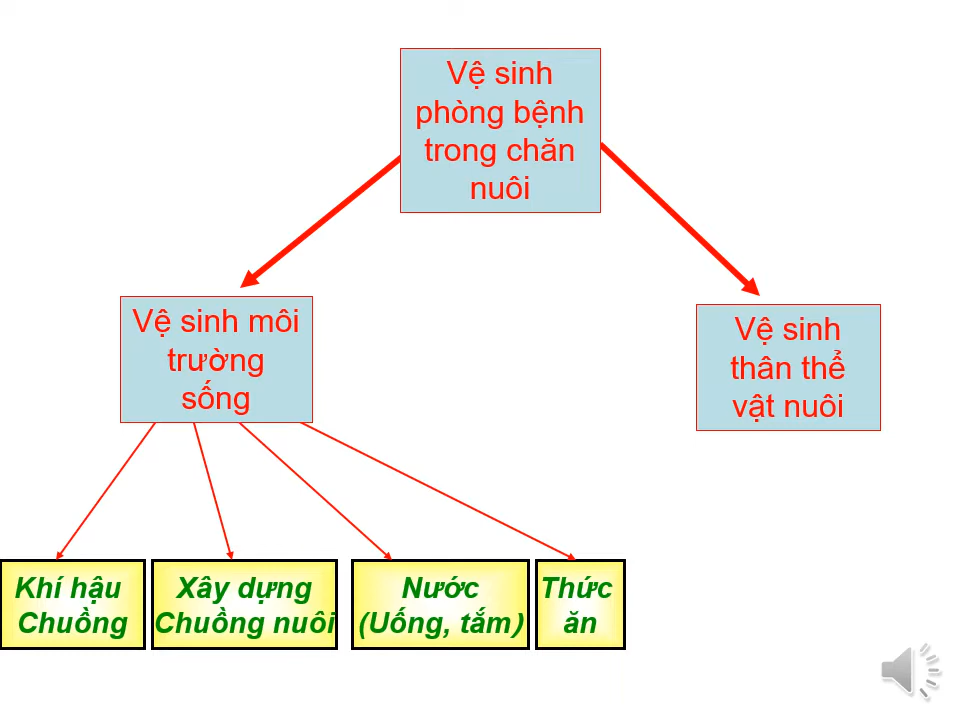 Vệ sinh
phòng bệnh
trong chăn
nuôi
Vệ sinh môi
trường
sống
Vệ sinh
thân thể
vật nuôi
Khí hậu
Chuồng
Xây dựng
Chuồng nuôi
Nước
(Uống, tắm)
Thức
ăn